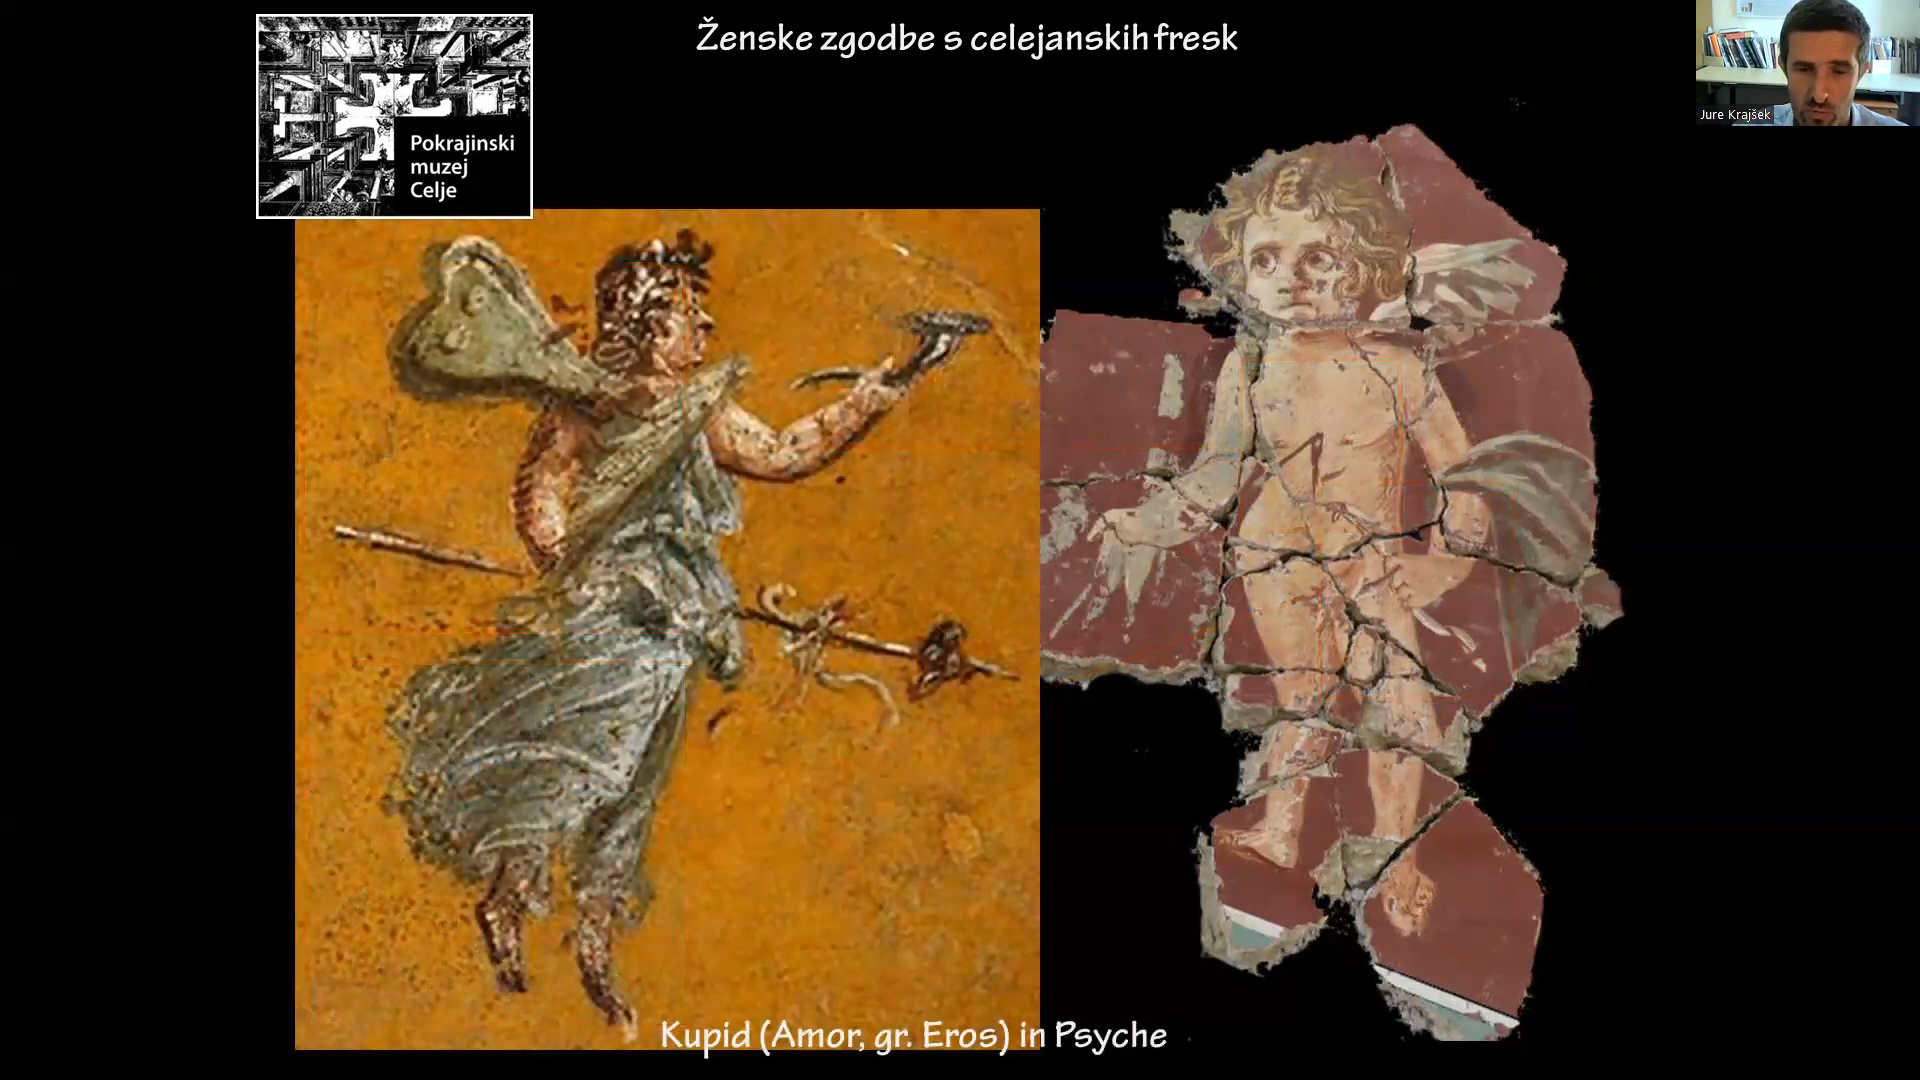 Ženske zgodbe s celejanskih fresk
Pokrajinski
muzej
Celje
Jure Krajšek
Kupid (Amor, gr. Eros) in Psyche